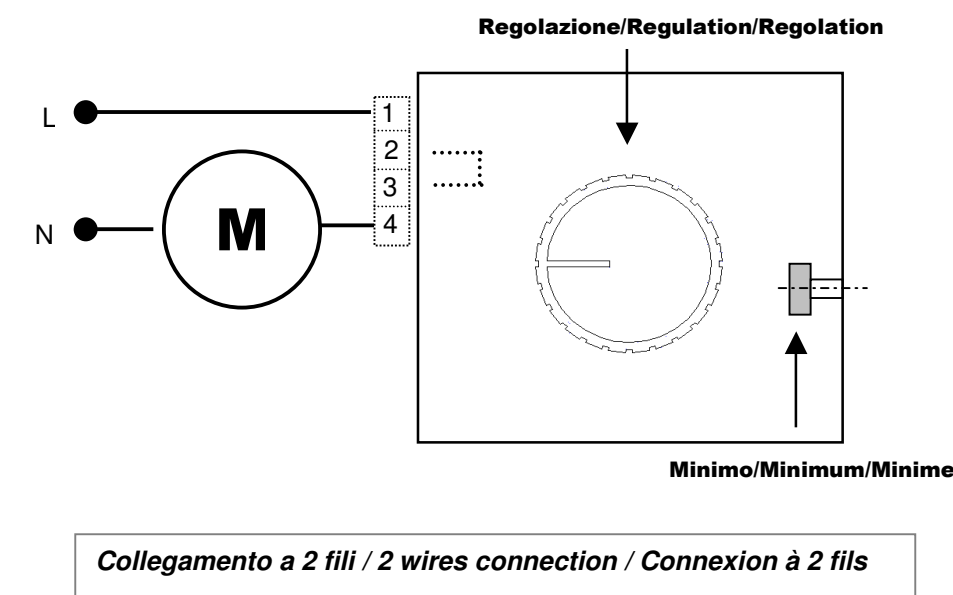 Regolazione/Regulation/Regolation
L
1
2
3
N
M
4
Minimo/Minimum/Minime
Collegamento a 2 fili / 2 wires connection / Connexion à 2 fils